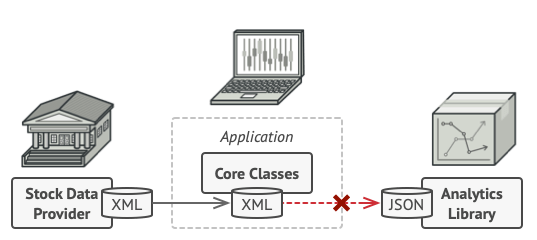 Application
Stock Data
Provider
XML
Core Classes
XML
JSON
Analytics
Library